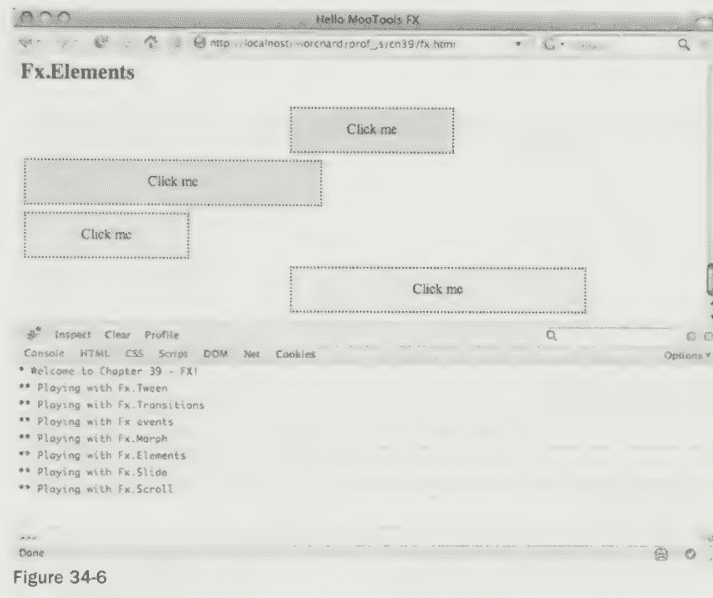 Hello MooTools FX
Fx.Elements
Click me
Click me
Click me
Click me
Inspect Clear Profile
Console HTML CSS Script DOM Net Cookies Options
* Welcome to Chapter 39 - FX!
** Playing with Fx.Tween
** Playing with Fx.Transitions
** Playing with Fx events
** Playing with Fx.Morph
** Playing with Fx.Elements
** Playing with Fx.Slide
** Playing with Fx.Scroll
>>>
Done
Figure 34-6